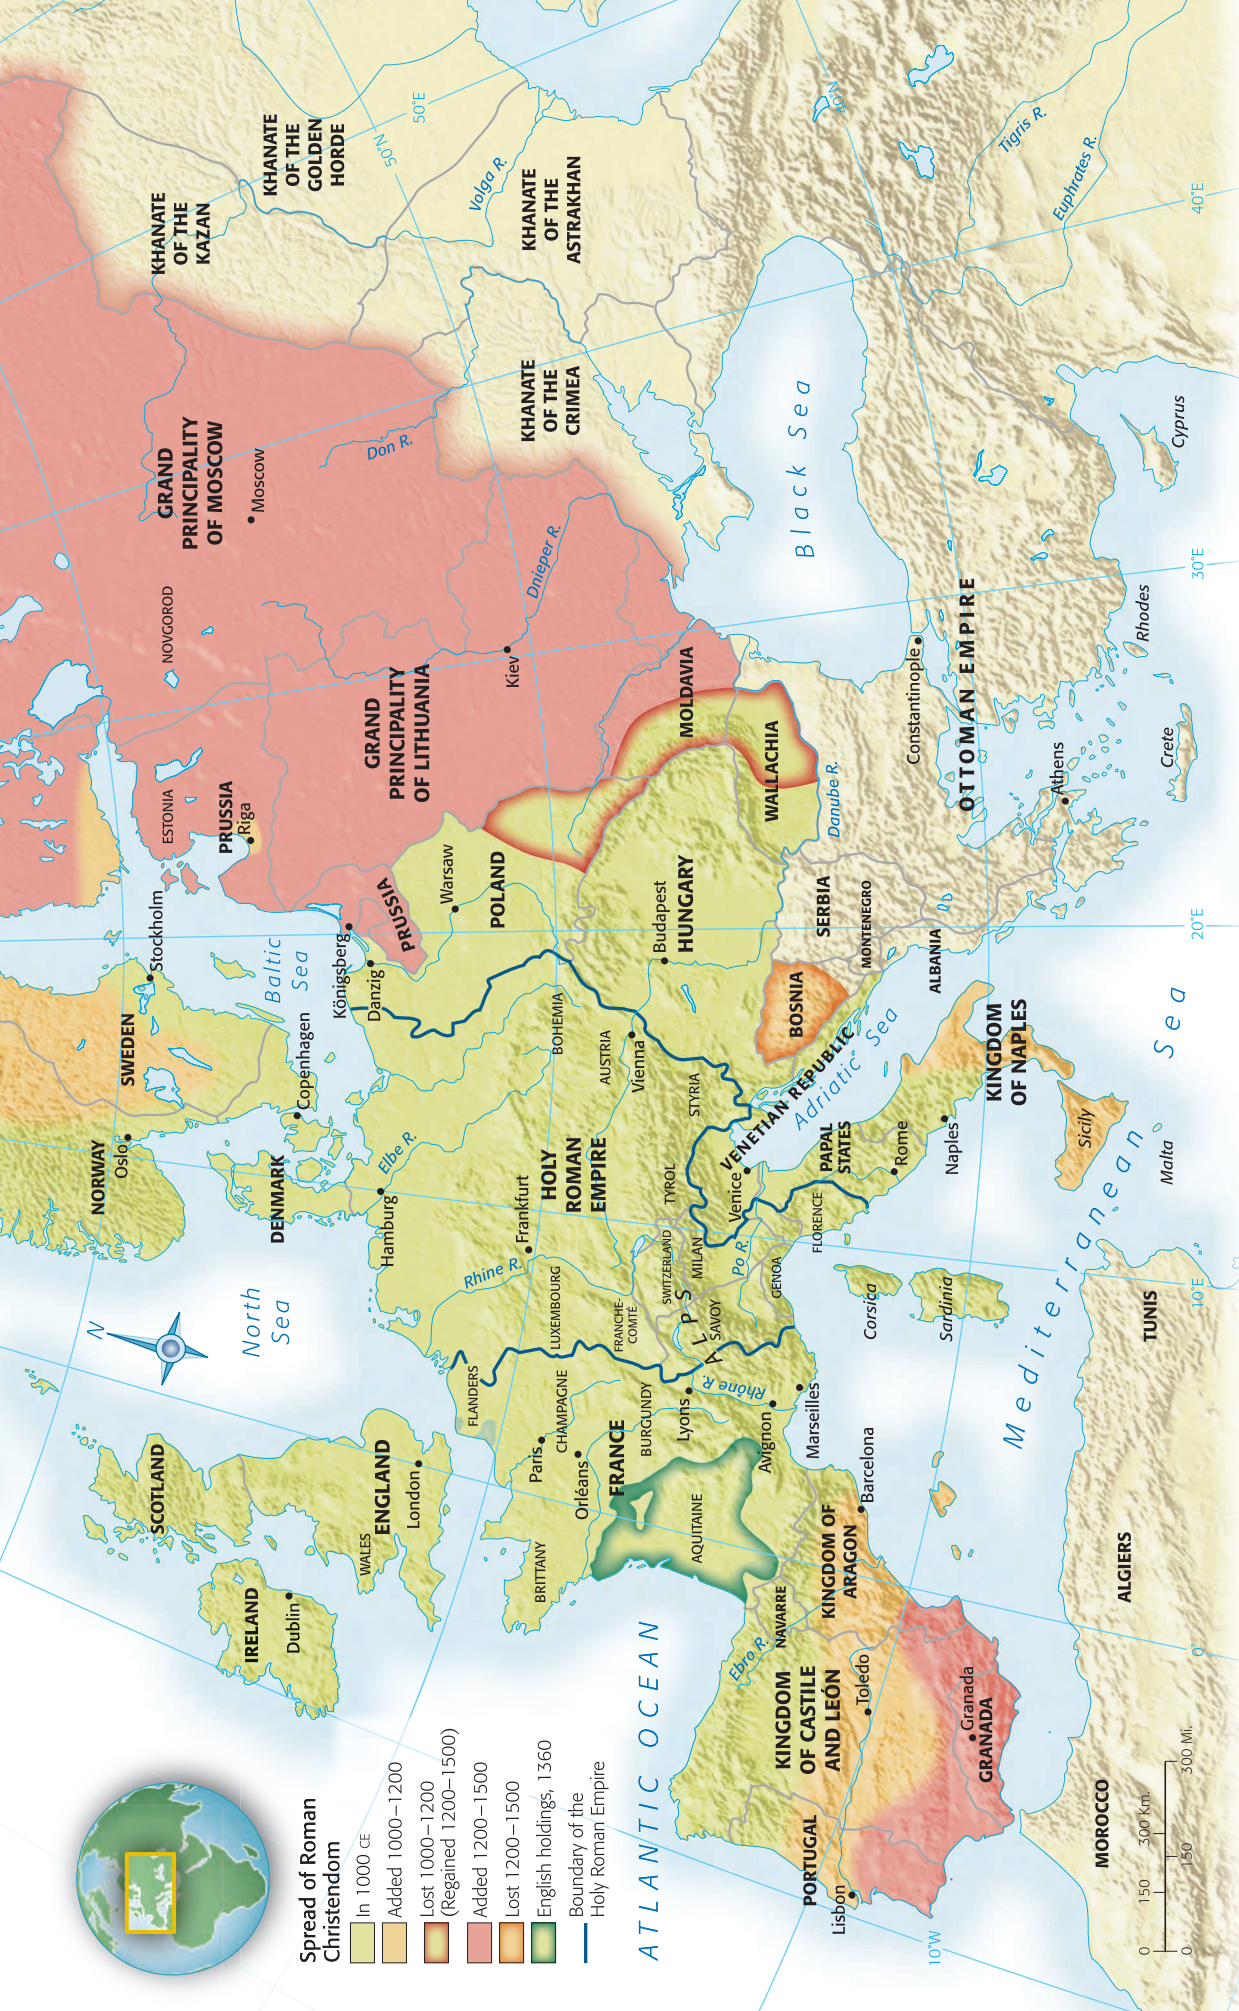 Spread of Roman
Christendom
In 1000 CE
Added 1000–1200
Lost 1000–1200
(Regained 1200–1500)
Added 1200–1500
Lost 1200–1500
English holdings, 1360
Boundary of the
Holy Roman Empire
0 150 300 Km.
0 150 300 Mi.
N
ATLANTIC OCEAN
North
Sea
Baltic
Sea
Black Sea
Adriatic Sea
Mediterranean Sea
IRELAND
Dublin
SCOTLAND
ENGLAND
WALES
London
NORWAY
Oslo
SWEDEN
Stockholm
DENMARK
Copenhagen
Hamburg
Elbe R.
Königsberg
Danzig
PRUSSIA
PRUSSIA
Riga
ESTONIA
NOVGOROD
GRAND
PRINCIPALITY
OF MOSCOW
Moscow
KHANATE
OF THE
KAZAN
KHANATE
OF THE
GOLDEN
HORDE
KHANATE
OF THE
ASTRAKHAN
KHANATE
OF THE
CRIMEA
Volga R.
Don R.
Dnieper R.
GRAND
PRINCIPALITY
OF LITHUANIA
Kiev
Warsaw
POLAND
MOLDAVIA
WALLACHIA
Danube R.
Budapest
HUNGARY
SERBIA
MONTENEGRO
ALBANIA
BOSNIA
BOHEMIA
AUSTRIA
Vienna
STYRIA
TYROL
HOLY
ROMAN
EMPIRE
Frankfurt
Rhine R.
LUXEMBOURG
FRANCHE-
COMTÉ
SWITZERLAND
MILAN
SAVOY
ALPS
GENOA
Po R.
Venice
VENETIAN REPUBLIC
FLORENCE
PAPAL
STATES
Rome
Naples
KINGDOM
OF NAPLES
Sicily
Malta
Corsica
Sardinia
FLANDERS
CHAMPAGNE
Paris
Orléans
FRANCE
BURGUNDY
BRITTANY
AQUITAINE
Lyons
Rhône R.
Avignon
Marseilles
NAVARRE
Ebro R.
KINGDOM OF
ARAGON
Barcelona
KINGDOM
OF CASTILE
AND LEÓN
Toledo
PORTUGAL
Lisbon
Granada
GRANADA
MOROCCO
ALGIERS
TUNIS
Constantinople
OTTOMAN EMPIRE
Athens
Crete
Rhodes
Cyprus
Tigris R.
Euphrates R.
10°W
0°
10°E
20°E
30°E
40°E
50°E
50°N
40°N